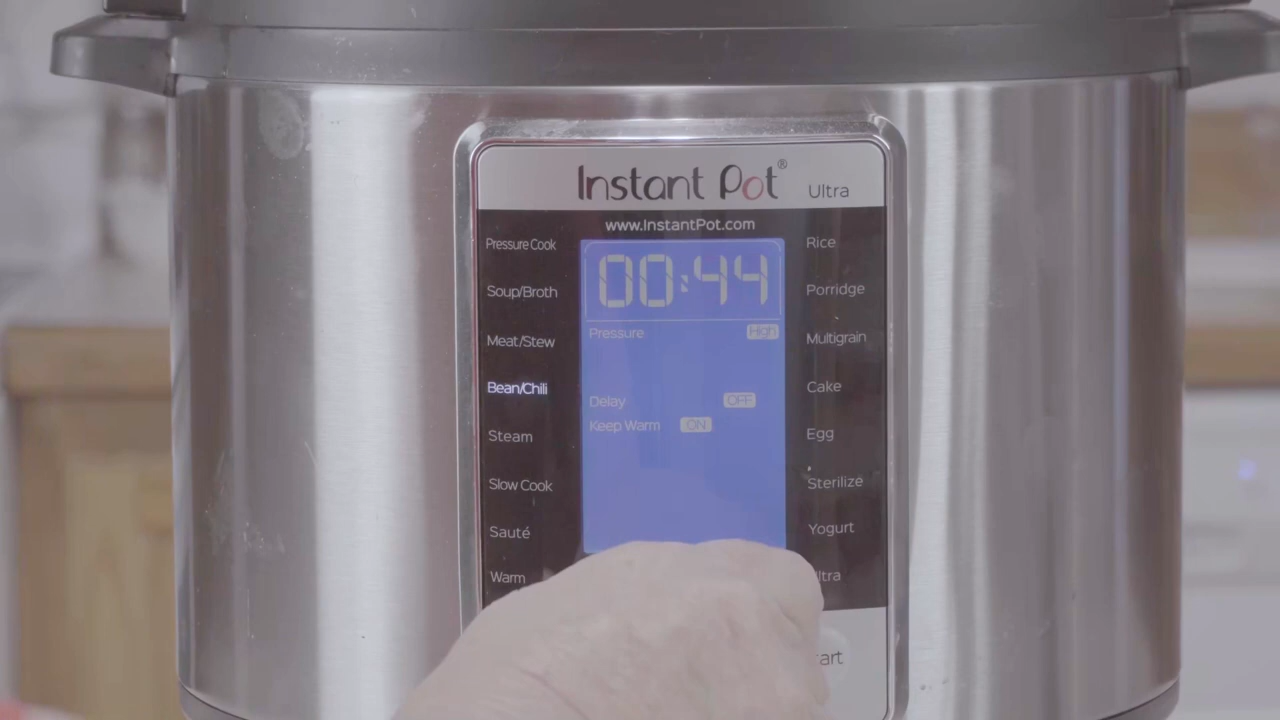 Instant Pot® Ultra
www.InstantPot.com
Pressure Cook
Soup/Broth
Meat/Stew
Bean/Chili
Steam
Slow Cook
Sauté
Warm
00:44
Pressure High
Delay OFF
Keep Warm ON
Rice
Porridge
Multigrain
Cake
Egg
Sterilize
Yogurt